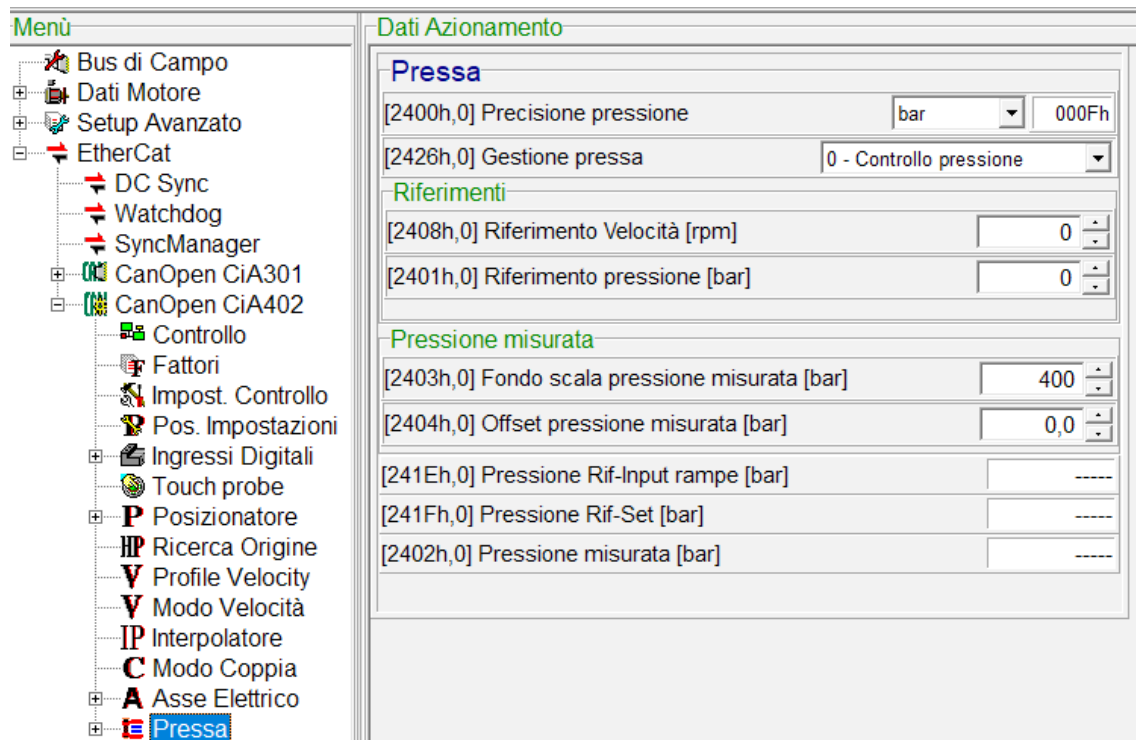 Menù
Bus di Campo
Dati Motore
Setup Avanzato
EtherCat
DC Sync
Watchdog
SyncManager
CanOpen CiA301
CanOpen CiA402
Controllo
Fattori
Impost. Controllo
Pos. Impostazioni
Ingressi Digitali
Touch probe
Posizionatore
Ricerca Origine
Profile Velocity
Modo Velocità
Interpolatore
Modo Coppia
Asse Elettrico
Pressa
Dati Azionamento
Pressa
[2400h,0] Precisione pressione bar 000Fh
[2426h,0] Gestione pressa 0 - Controllo pressione
Riferimenti
[2408h,0] Riferimento Velocità [rpm] 0
[2401h,0] Riferimento pressione [bar] 0
Pressione misurata
[2403h,0] Fondo scala pressione misurata [bar] 400
[2404h,0] Offset pressione misurata [bar] 0,0
[241Eh,0] Pressione Rif-Input rampe [bar] -----
[241Fh,0] Pressione Rif-Set [bar] -----
[2402h,0] Pressione misurata [bar] -----